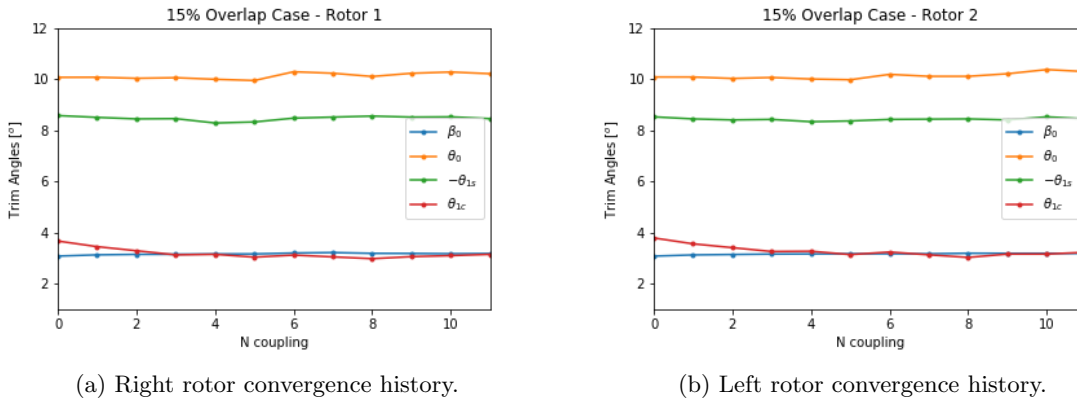 15% Overlap Case - Rotor 1
12
10
8
6
4
2
Trim Angles [°]
β₀
θ₀
−θ₁ₛ
θ₁c
0 2 4 6 8 10
N coupling
(a) Right rotor convergence history.
15% Overlap Case - Rotor 2
12
10
8
6
4
2
Trim Angles [°]
β₀
θ₀
−θ₁ₛ
θ₁c
0 2 4 6 8 10
N coupling
(b) Left rotor convergence history.